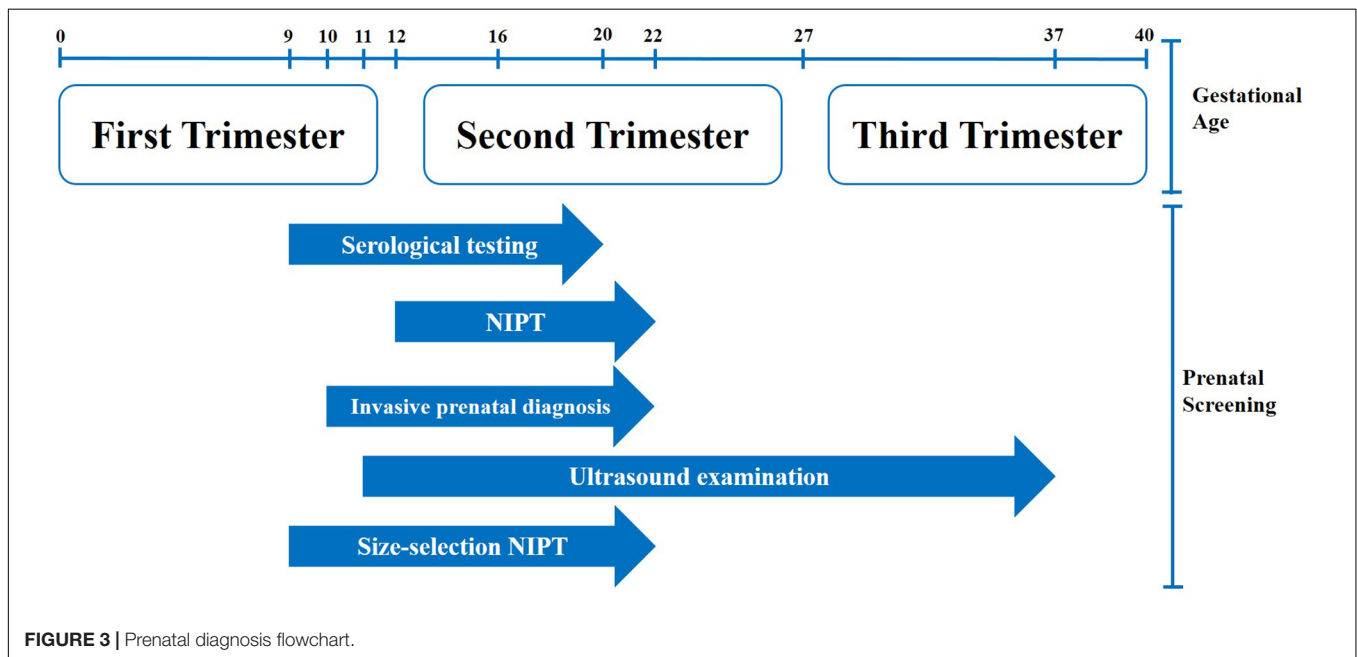 0 9 10 11 12 16 20 22 27 37 40
First Trimester Second Trimester Third Trimester
Gestational
Age
Serological testing
NIPT
Invasive prenatal diagnosis
Prenatal
Screening
Ultrasound examination
Size-selection NIPT
FIGURE 3 | Prenatal diagnosis flowchart.